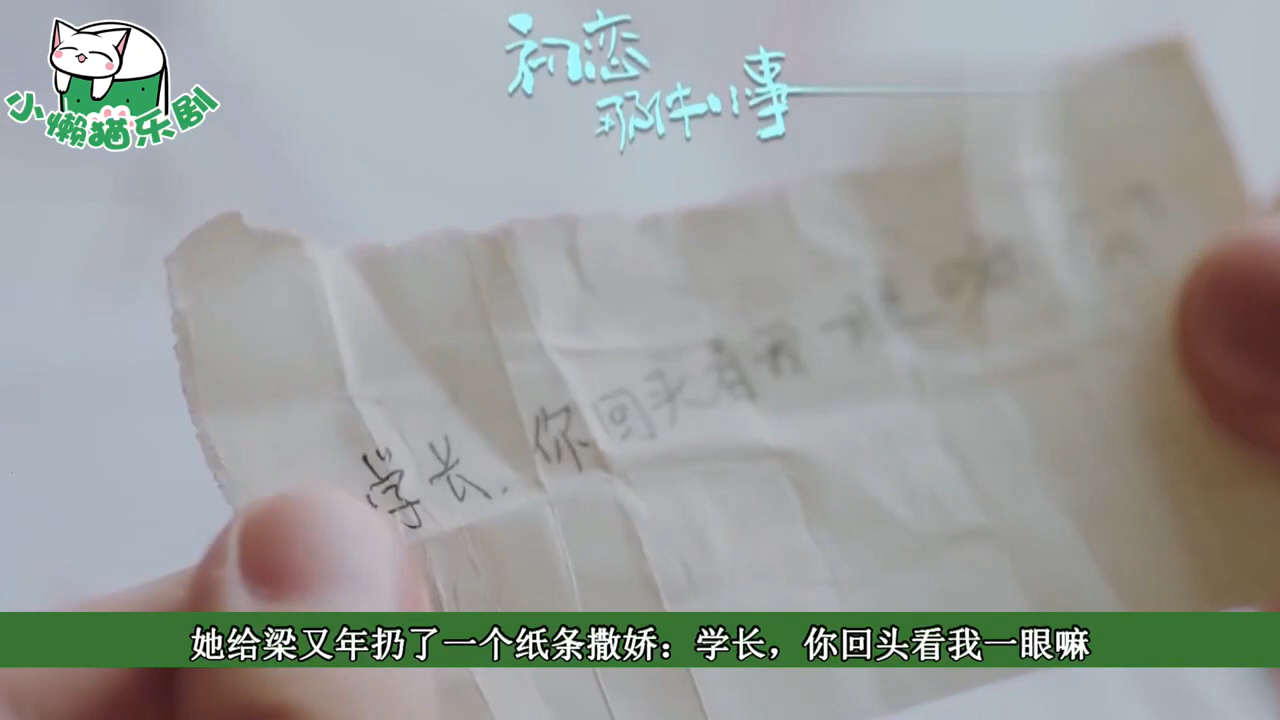 初恋
那件小事
小懒猫乐剧
学长,你回头看我
她给梁又年扔了一个纸条撒娇:学长,你回头看我一眼嘛